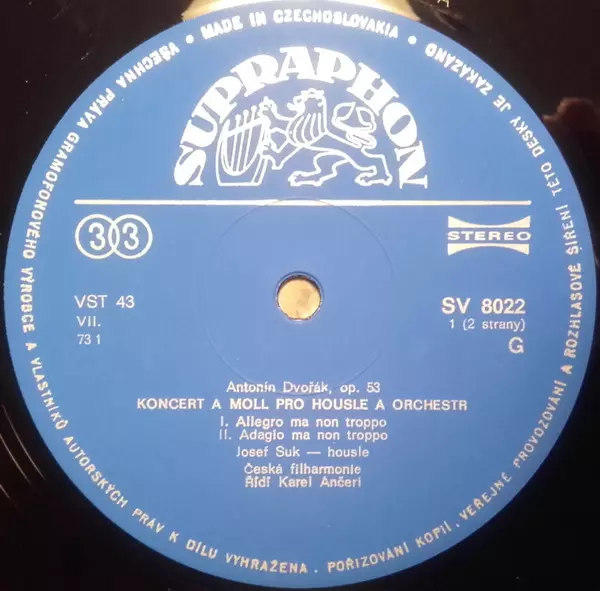 VŠECHNA PRÁVA GRAMOFONOVÉHO VÝROBCE A VLASTNÍKŮ AUTORSKÝCH PRÁV K DÍLU VYHRAŽENA. POŘIZOVÁNÍ KOPIÍ, VEŘEJNÉ PROVOZOVÁNÍ A ROZHLASOVÉ ŠÍŘENÍ TÉTO DESKY JE ZAKÁZÁNO • MADE IN CZECHOSLOVAKIA •
SUPRAPHON
33
STEREO
VST 43
SV 8022
VII.
1 (2 strany)
73 1
G
Antonín Dvořák, op. 53
KONCERT A MOLL PRO HOUSLE A ORCHESTR
I. Allegro ma non troppo
II. Adagio ma non troppo
Josef Suk — housle
Česká filharmonie
Řídí Karel Ančerl